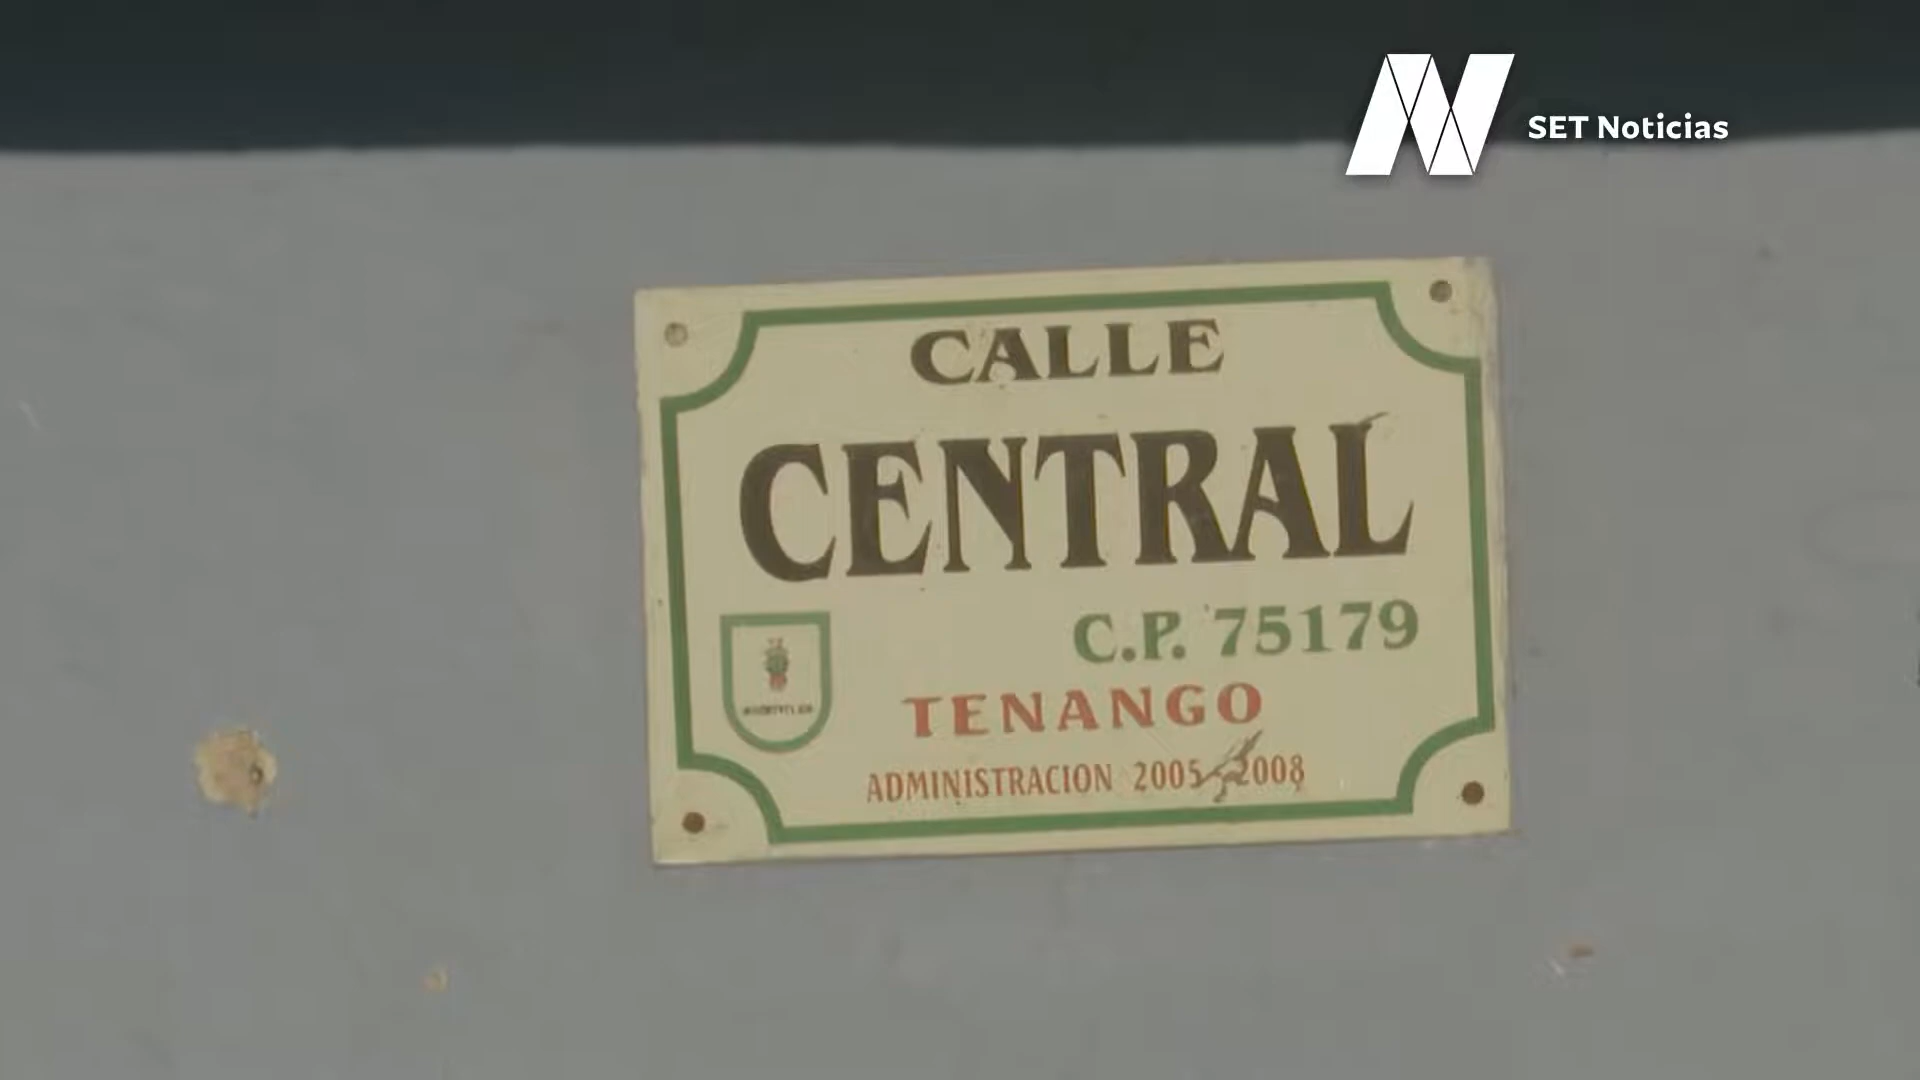 SET Noticias
CALLE
CENTRAL
C.P. 75179
TENANGO
ADMINISTRACION 2005-2008